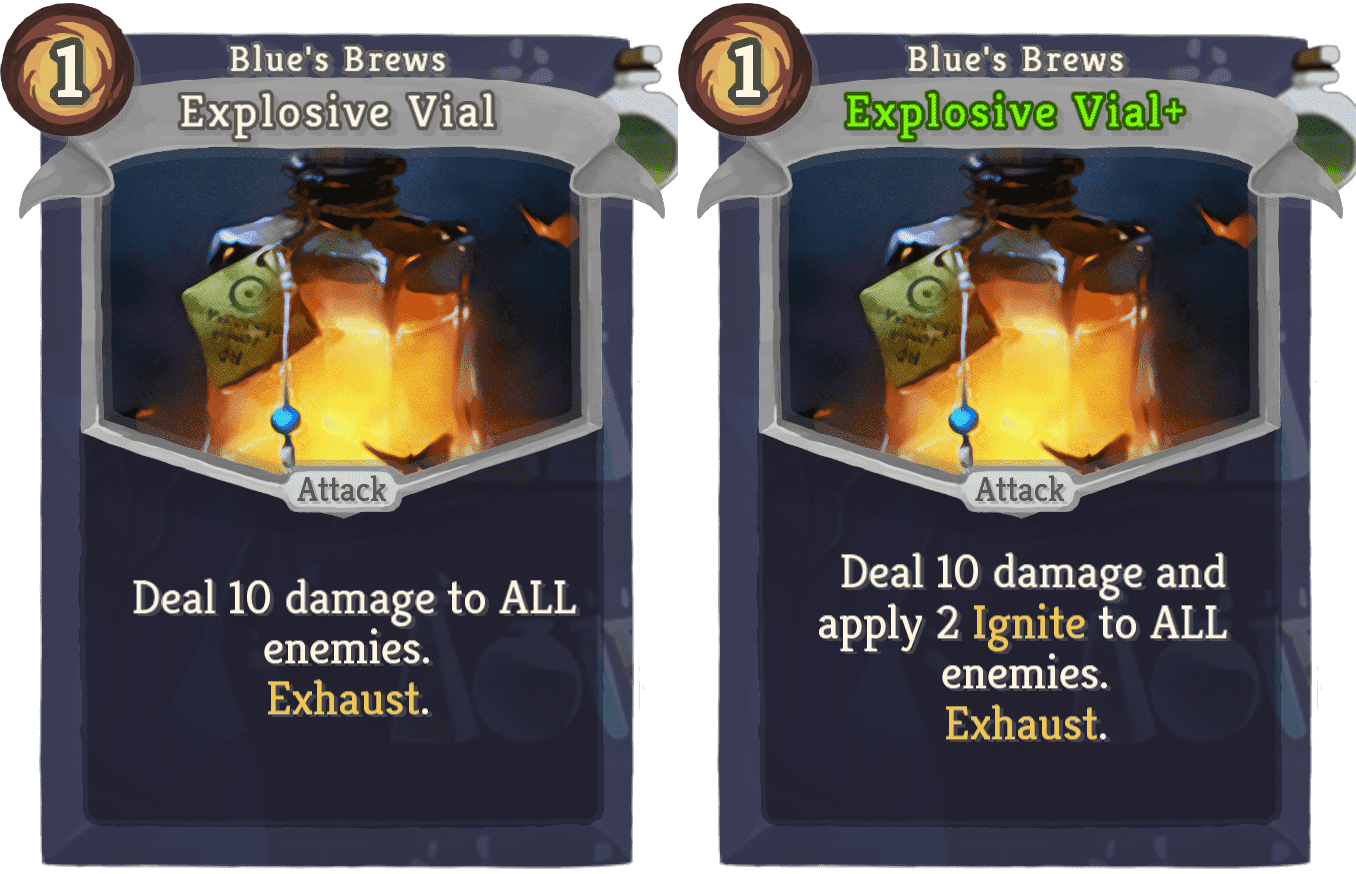 1
Blue's Brews
Explosive Vial
Attack
Deal 10 damage to ALL
enemies.
Exhaust.
1
Blue's Brews
Explosive Vial+
Attack
Deal 10 damage and
apply 2 Ignite to ALL
enemies.
Exhaust.